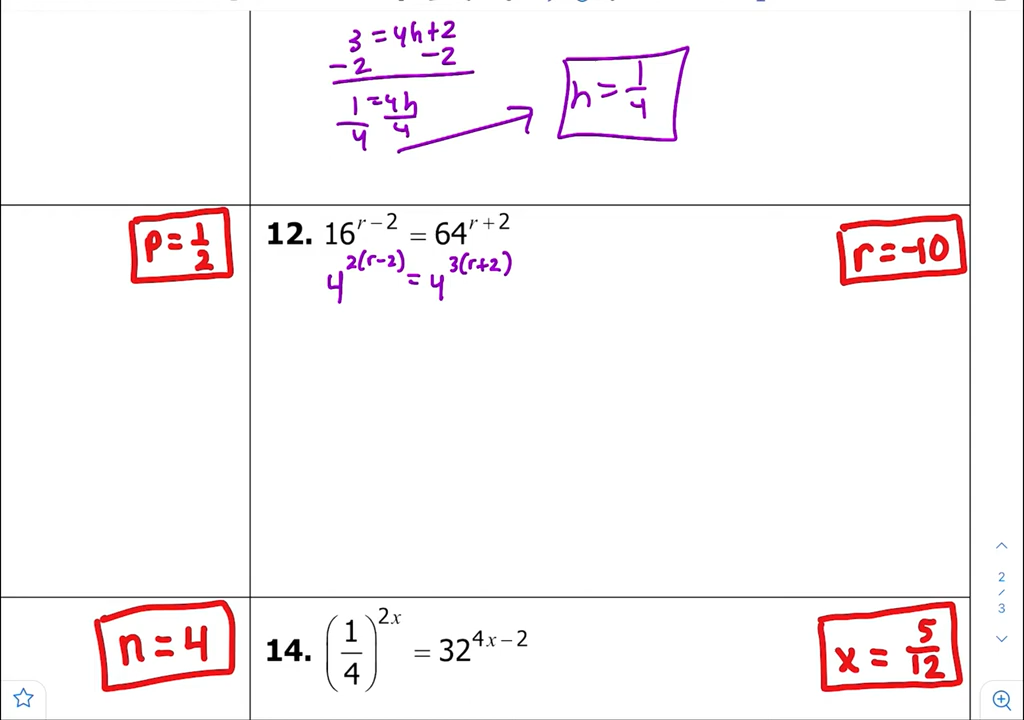 3 = 4h+2
-2 -2
1/4 = 4h/4
h = 1/4
p = 1/2
12. 16^(r − 2) = 64^(r + 2)
4^(2(r-2)) = 4^(3(r+2))
r = -10
n = 4
14. (1/4)^(2x) = 32^(4x − 2)
x = 5/12
2
/
3